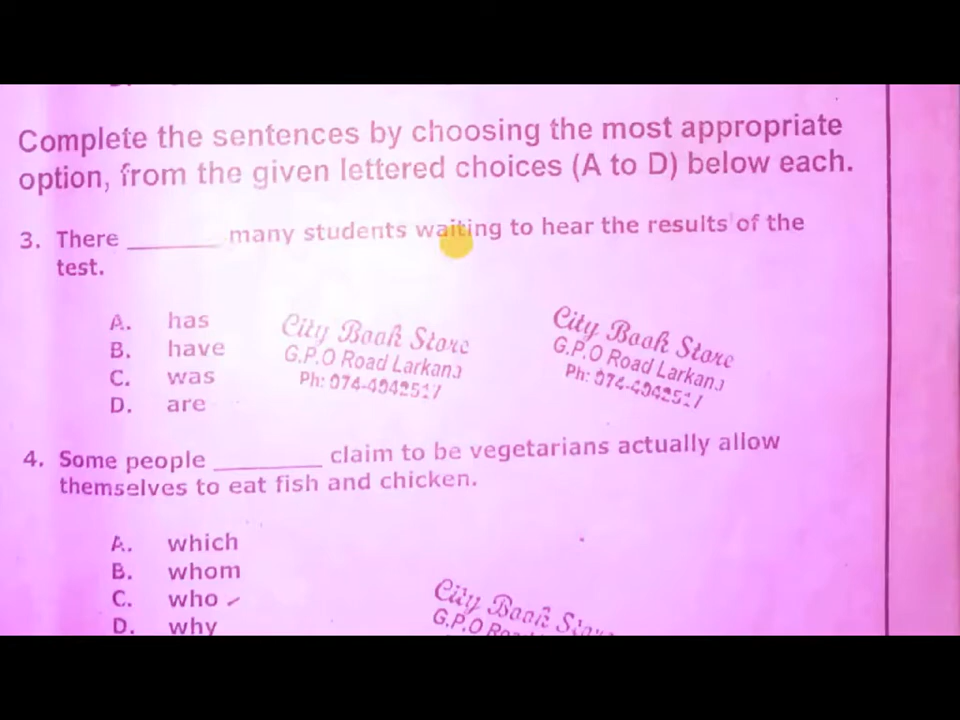 Complete the sentences by choosing the most appropriate
option, from the given lettered choices (A to D) below each.
3. There _______ many students waiting to hear the results of the
test.
A. has
B. have
C. was
D. are
City Book Store
G.P.O Road Larkana
Ph: 074-4042517
City Book Store
G.P.O Road Larkana
Ph: 074-4042517
4. Some people ________ claim to be vegetarians actually allow
themselves to eat fish and chicken.
A. which
B. whom
C. who
D. why
City Book Store
G.P.O